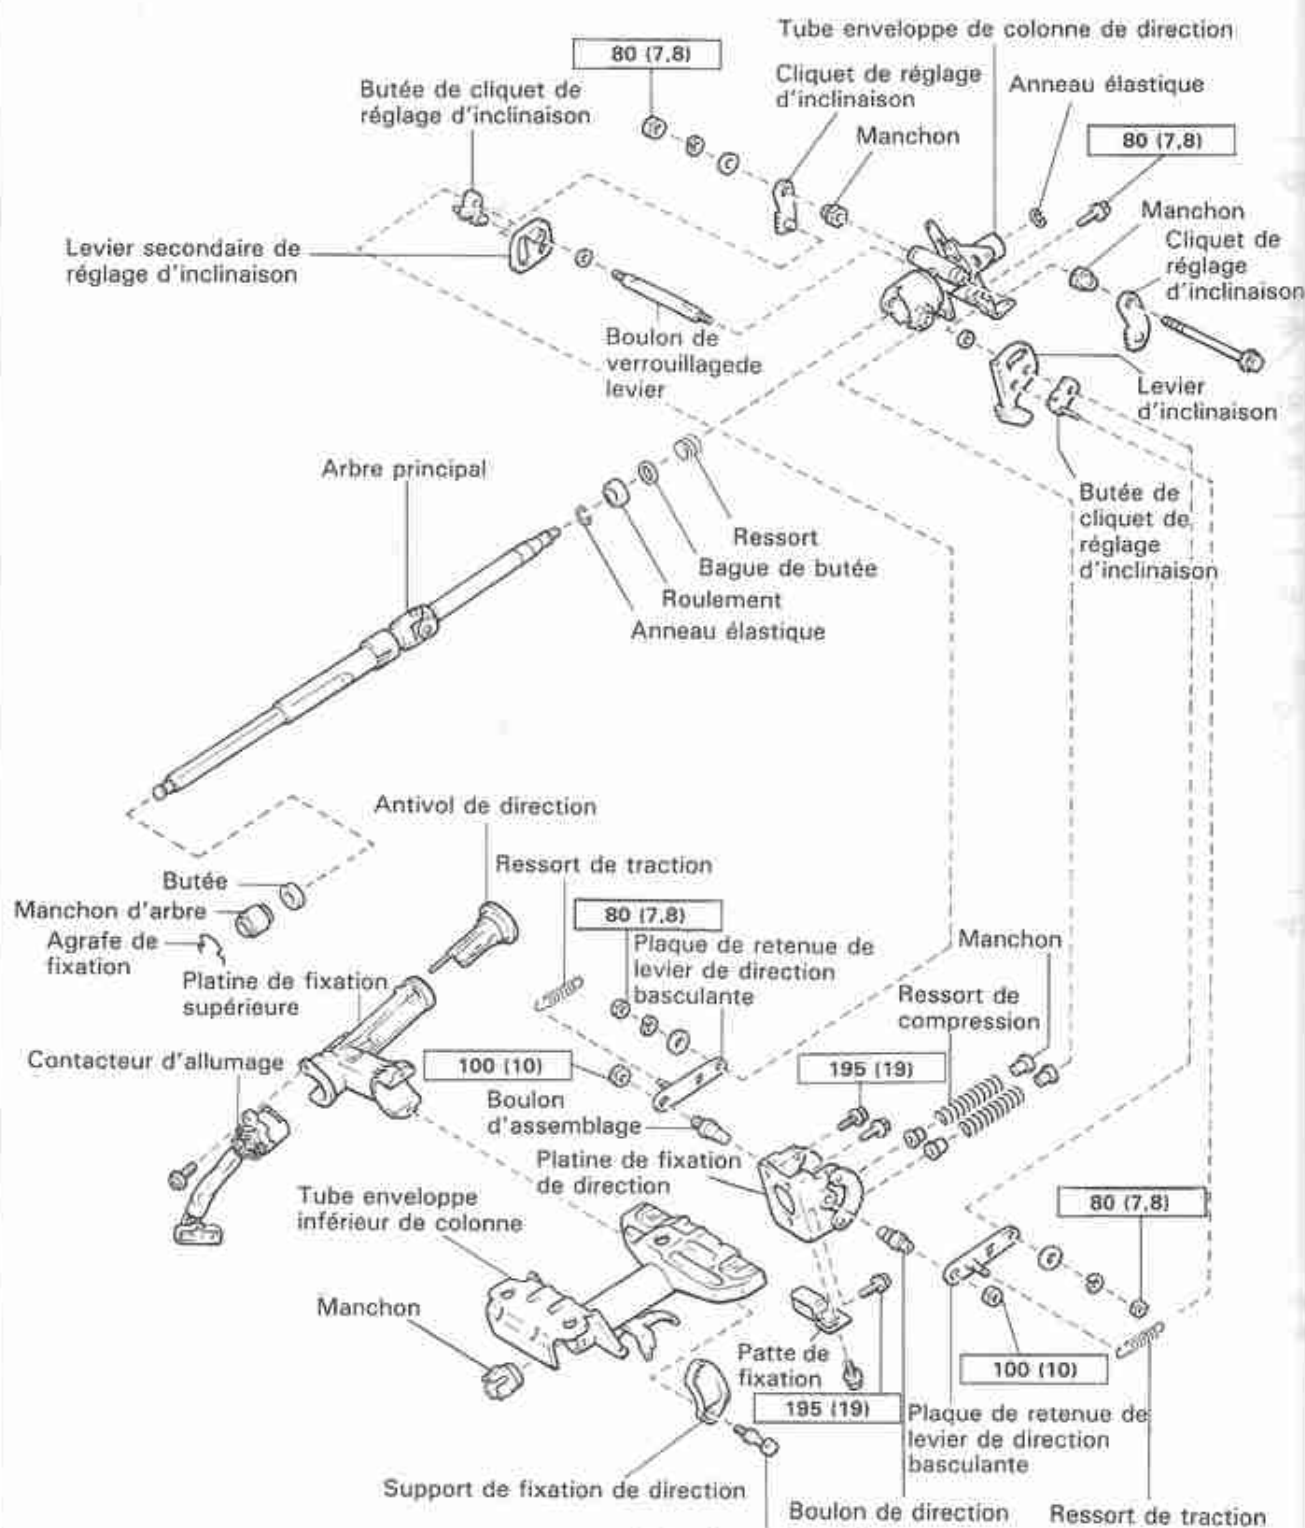 Tube enveloppe de colonne de direction
80 (7,8)
Cliquet de réglage
d'inclinaison
Anneau élastique
Butée de cliquet de
réglage d'inclinaison
Manchon
80 (7,8)
Manchon
Cliquet de
réglage
d'inclinaison
Levier secondaire de
réglage d'inclinaison
Boulon de
verrouillagede
levier
Levier
d'inclinaison
Arbre principal
Butée de
cliquet de
réglage
d'inclinaison
Ressort
Bague de butée
Roulement
Anneau élastique
Antivol de direction
Ressort de traction
Butée
Manchon d'arbre
Agrafe de
fixation
80 (7,8)
Plaque de retenue de
levier de direction
basculante
Manchon
Platine de fixation
supérieure
Ressort de
compression
Contacteur d'allumage
100 (10)
195 (19)
Boulon
d'assemblage
Platine de fixation
de direction
Tube enveloppe
inférieur de colonne
80 (7,8)
Manchon
Patte de
fixation
100 (10)
195 (19)
Plaque de retenue de
levier de direction
basculante
Support de fixation de direction
Boulon de direction
Ressort de traction